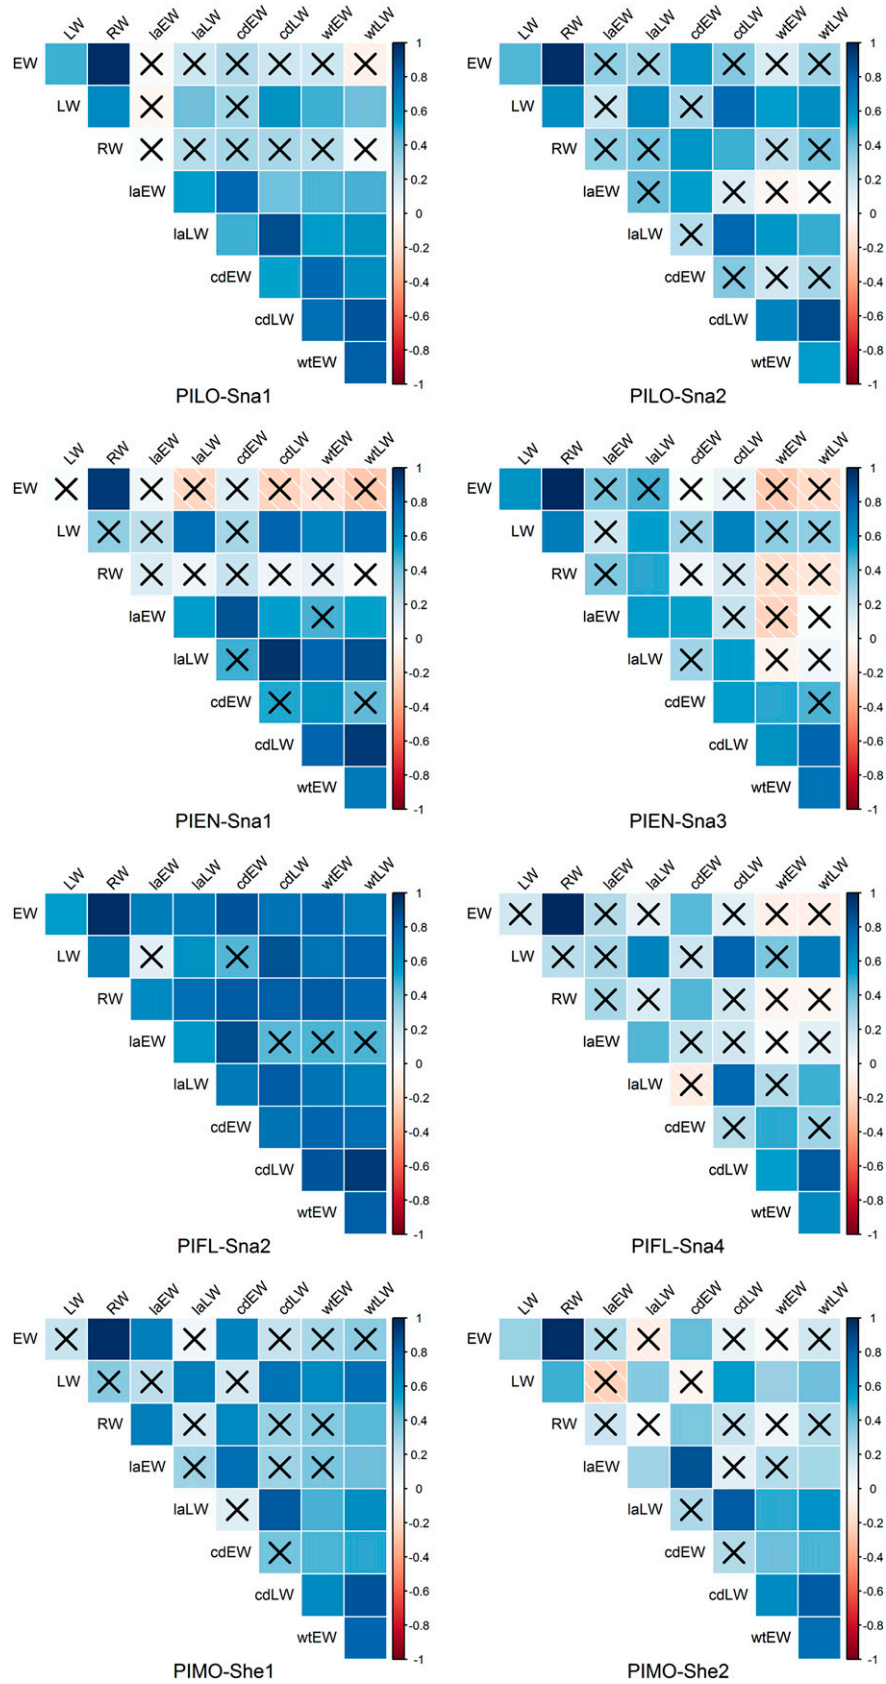 LW RW laEW laLW cdEW cdLW wtEW wtLW
EW
LW
RW
laEW
laLW
cdEW
cdLW
wtEW
1
0.8
0.6
0.4
0.2
0
-0.2
-0.4
-0.6
-0.8
-1
PILO-Sna1
LW RW laEW laLW cdEW cdLW wtEW wtLW
EW
LW
RW
laEW
laLW
cdEW
cdLW
wtEW
1
0.8
0.6
0.4
0.2
0
-0.2
-0.4
-0.6
-0.8
-1
PILO-Sna2
LW RW laEW laLW cdEW cdLW wtEW wtLW
EW
LW
RW
laEW
laLW
cdEW
cdLW
wtEW
1
0.8
0.6
0.4
0.2
0
-0.2
-0.4
-0.6
-0.8
-1
PIEN-Sna1
LW RW laEW laLW cdEW cdLW wtEW wtLW
EW
LW
RW
laEW
laLW
cdEW
cdLW
wtEW
1
0.8
0.6
0.4
0.2
0
-0.2
-0.4
-0.6
-0.8
-1
PIEN-Sna3
LW RW laEW laLW cdEW cdLW wtEW wtLW
EW
LW
RW
laEW
laLW
cdEW
cdLW
wtEW
1
0.8
0.6
0.4
0.2
0
-0.2
-0.4
-0.6
-0.8
-1
PIFL-Sna2
LW RW laEW laLW cdEW cdLW wtEW wtLW
EW
LW
RW
laEW
laLW
cdEW
cdLW
wtEW
1
0.8
0.6
0.4
0.2
0
-0.2
-0.4
-0.6
-0.8
-1
PIFL-Sna4
LW RW laEW laLW cdEW cdLW wtEW wtLW
EW
LW
RW
laEW
laLW
cdEW
cdLW
wtEW
1
0.8
0.6
0.4
0.2
0
-0.2
-0.4
-0.6
-0.8
-1
PIMO-She1
LW RW laEW laLW cdEW cdLW wtEW wtLW
EW
LW
RW
laEW
laLW
cdEW
cdLW
wtEW
1
0.8
0.6
0.4
0.2
0
-0.2
-0.4
-0.6
-0.8
-1
PIMO-She2